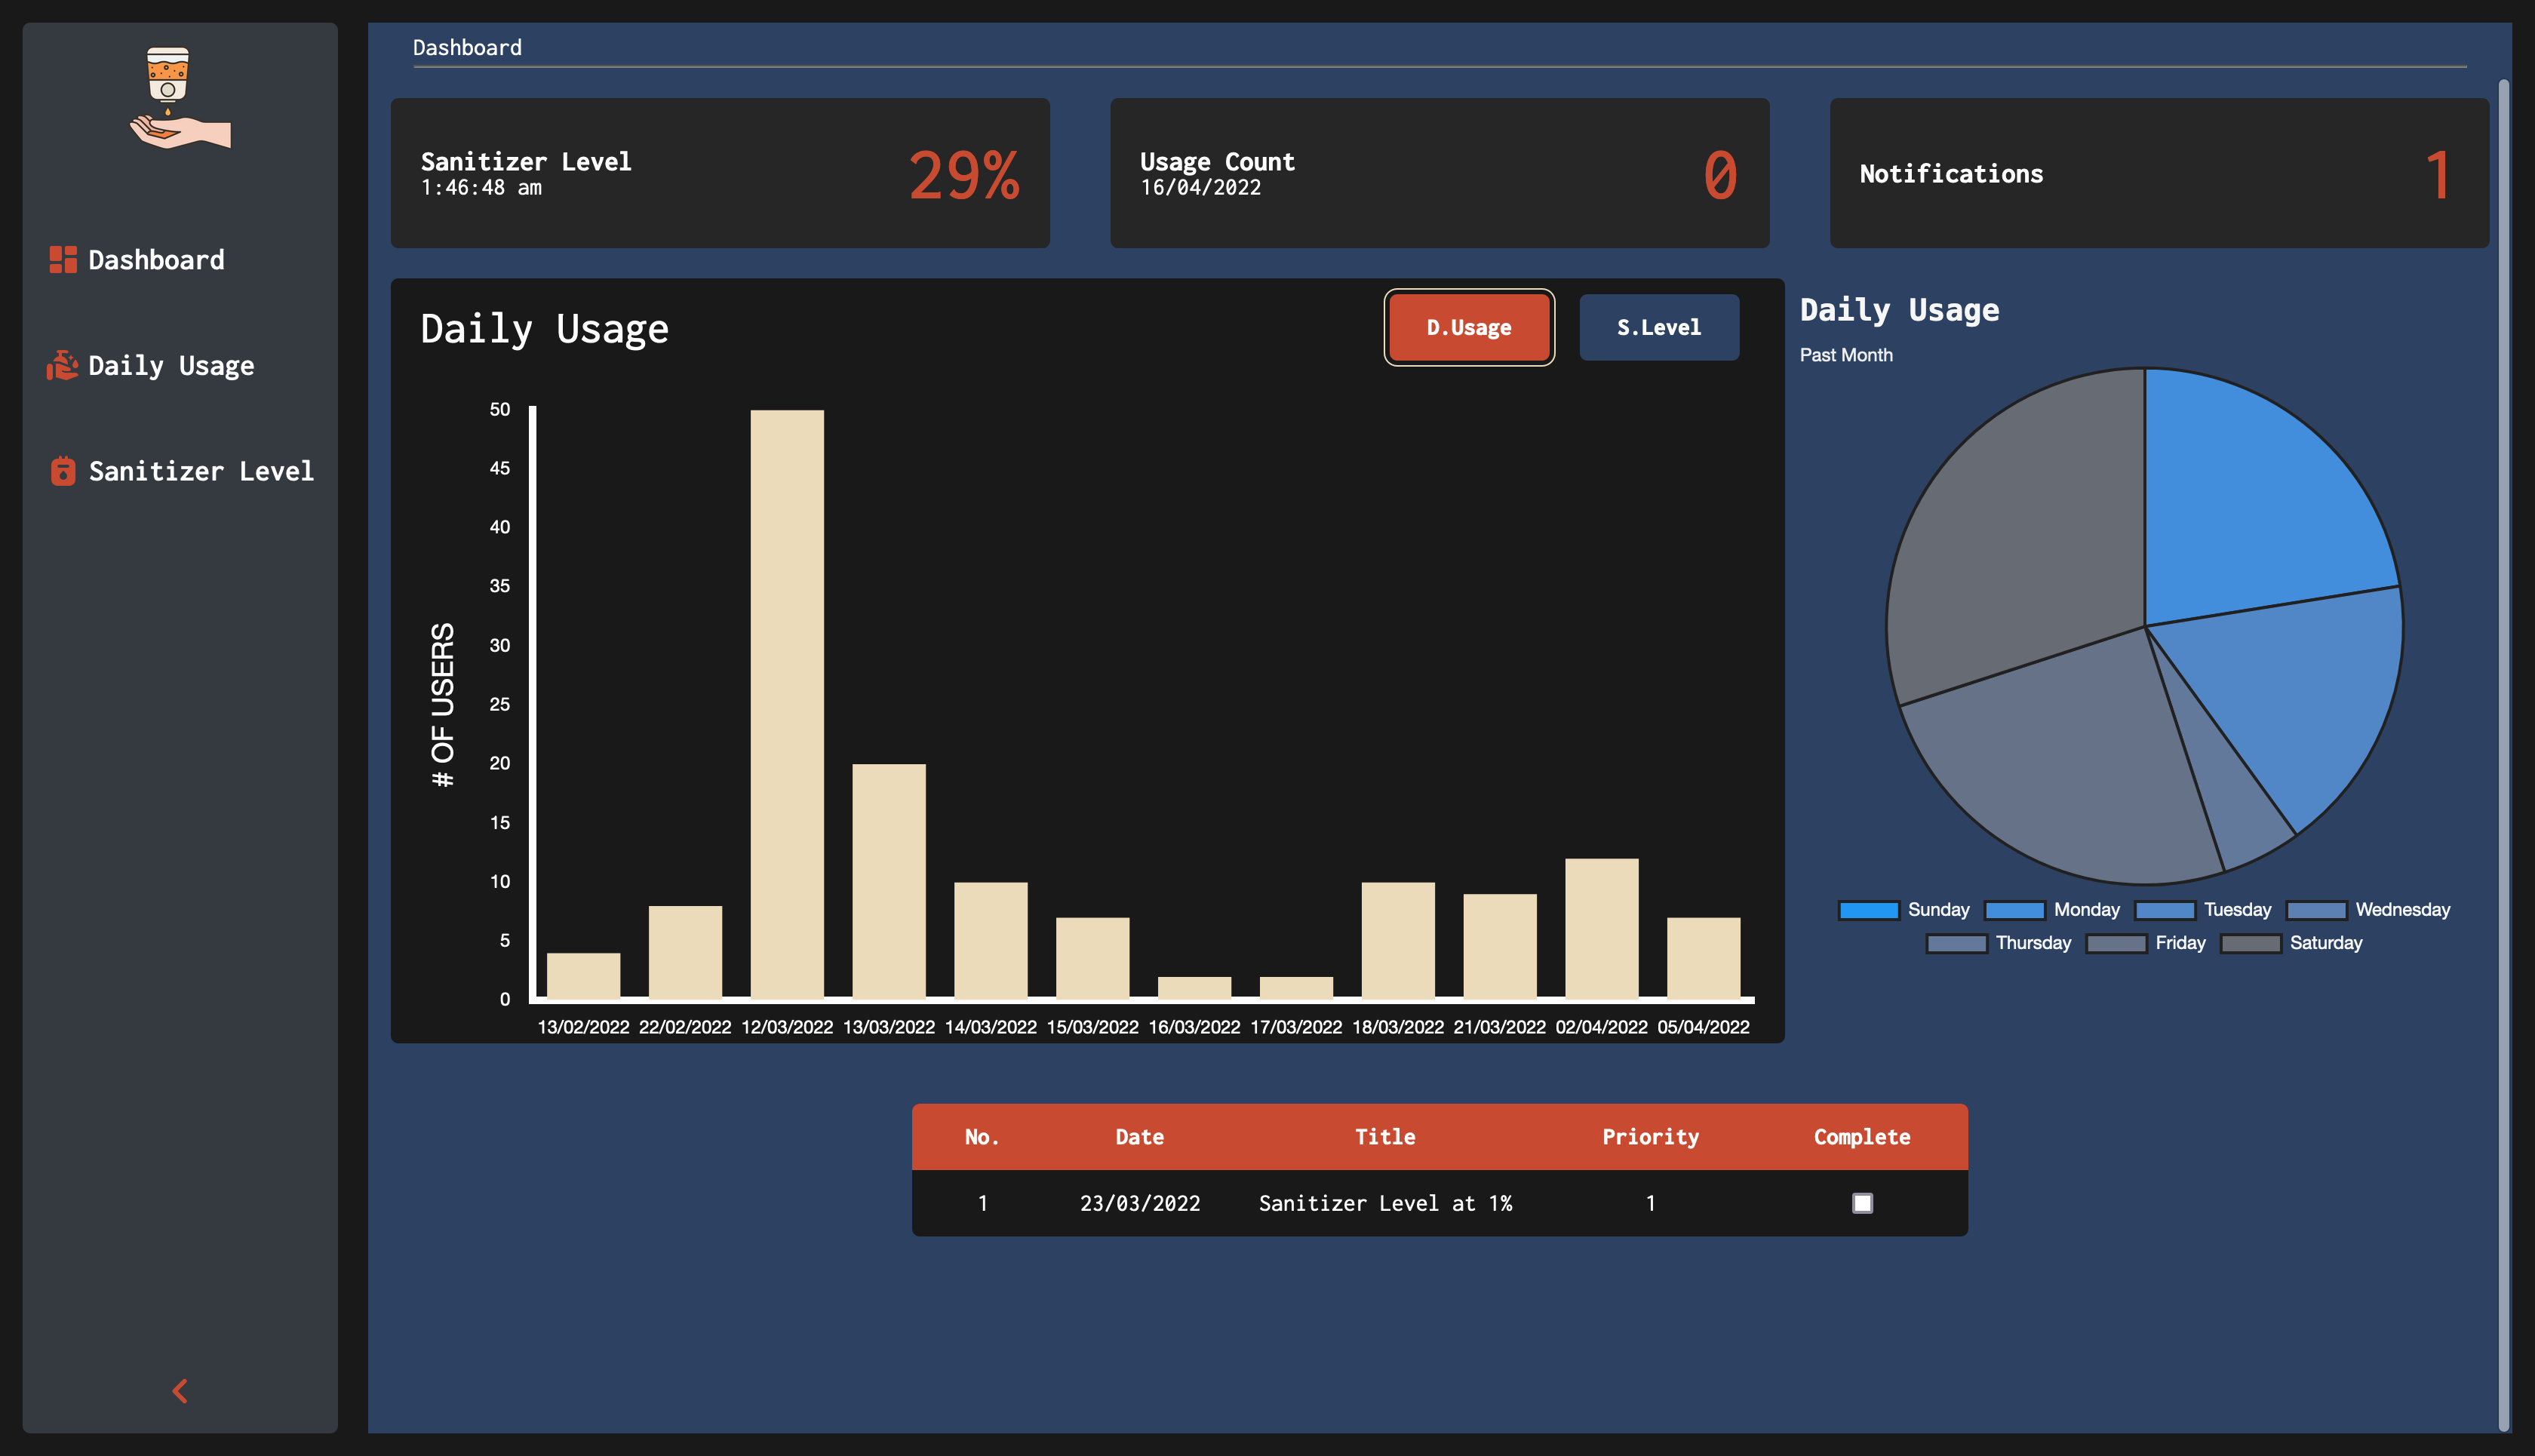 Dashboard
Daily Usage
Sanitizer Level
Dashboard
Sanitizer Level
1:46:48 am
29%
Usage Count
16/04/2022
0
Notifications
1
Daily Usage
D.Usage
S.Level
# OF USERS
50
45
40
35
30
25
20
15
10
5
0
13/02/2022 22/02/2022 12/03/2022 13/03/2022 14/03/2022 15/03/2022 16/03/2022 17/03/2022 18/03/2022 21/03/2022 02/04/2022 05/04/2022
Daily Usage
Past Month
Sunday Monday Tuesday Wednesday
Thursday Friday Saturday
No. Date Title Priority Complete
1 23/03/2022 Sanitizer Level at 1% 1